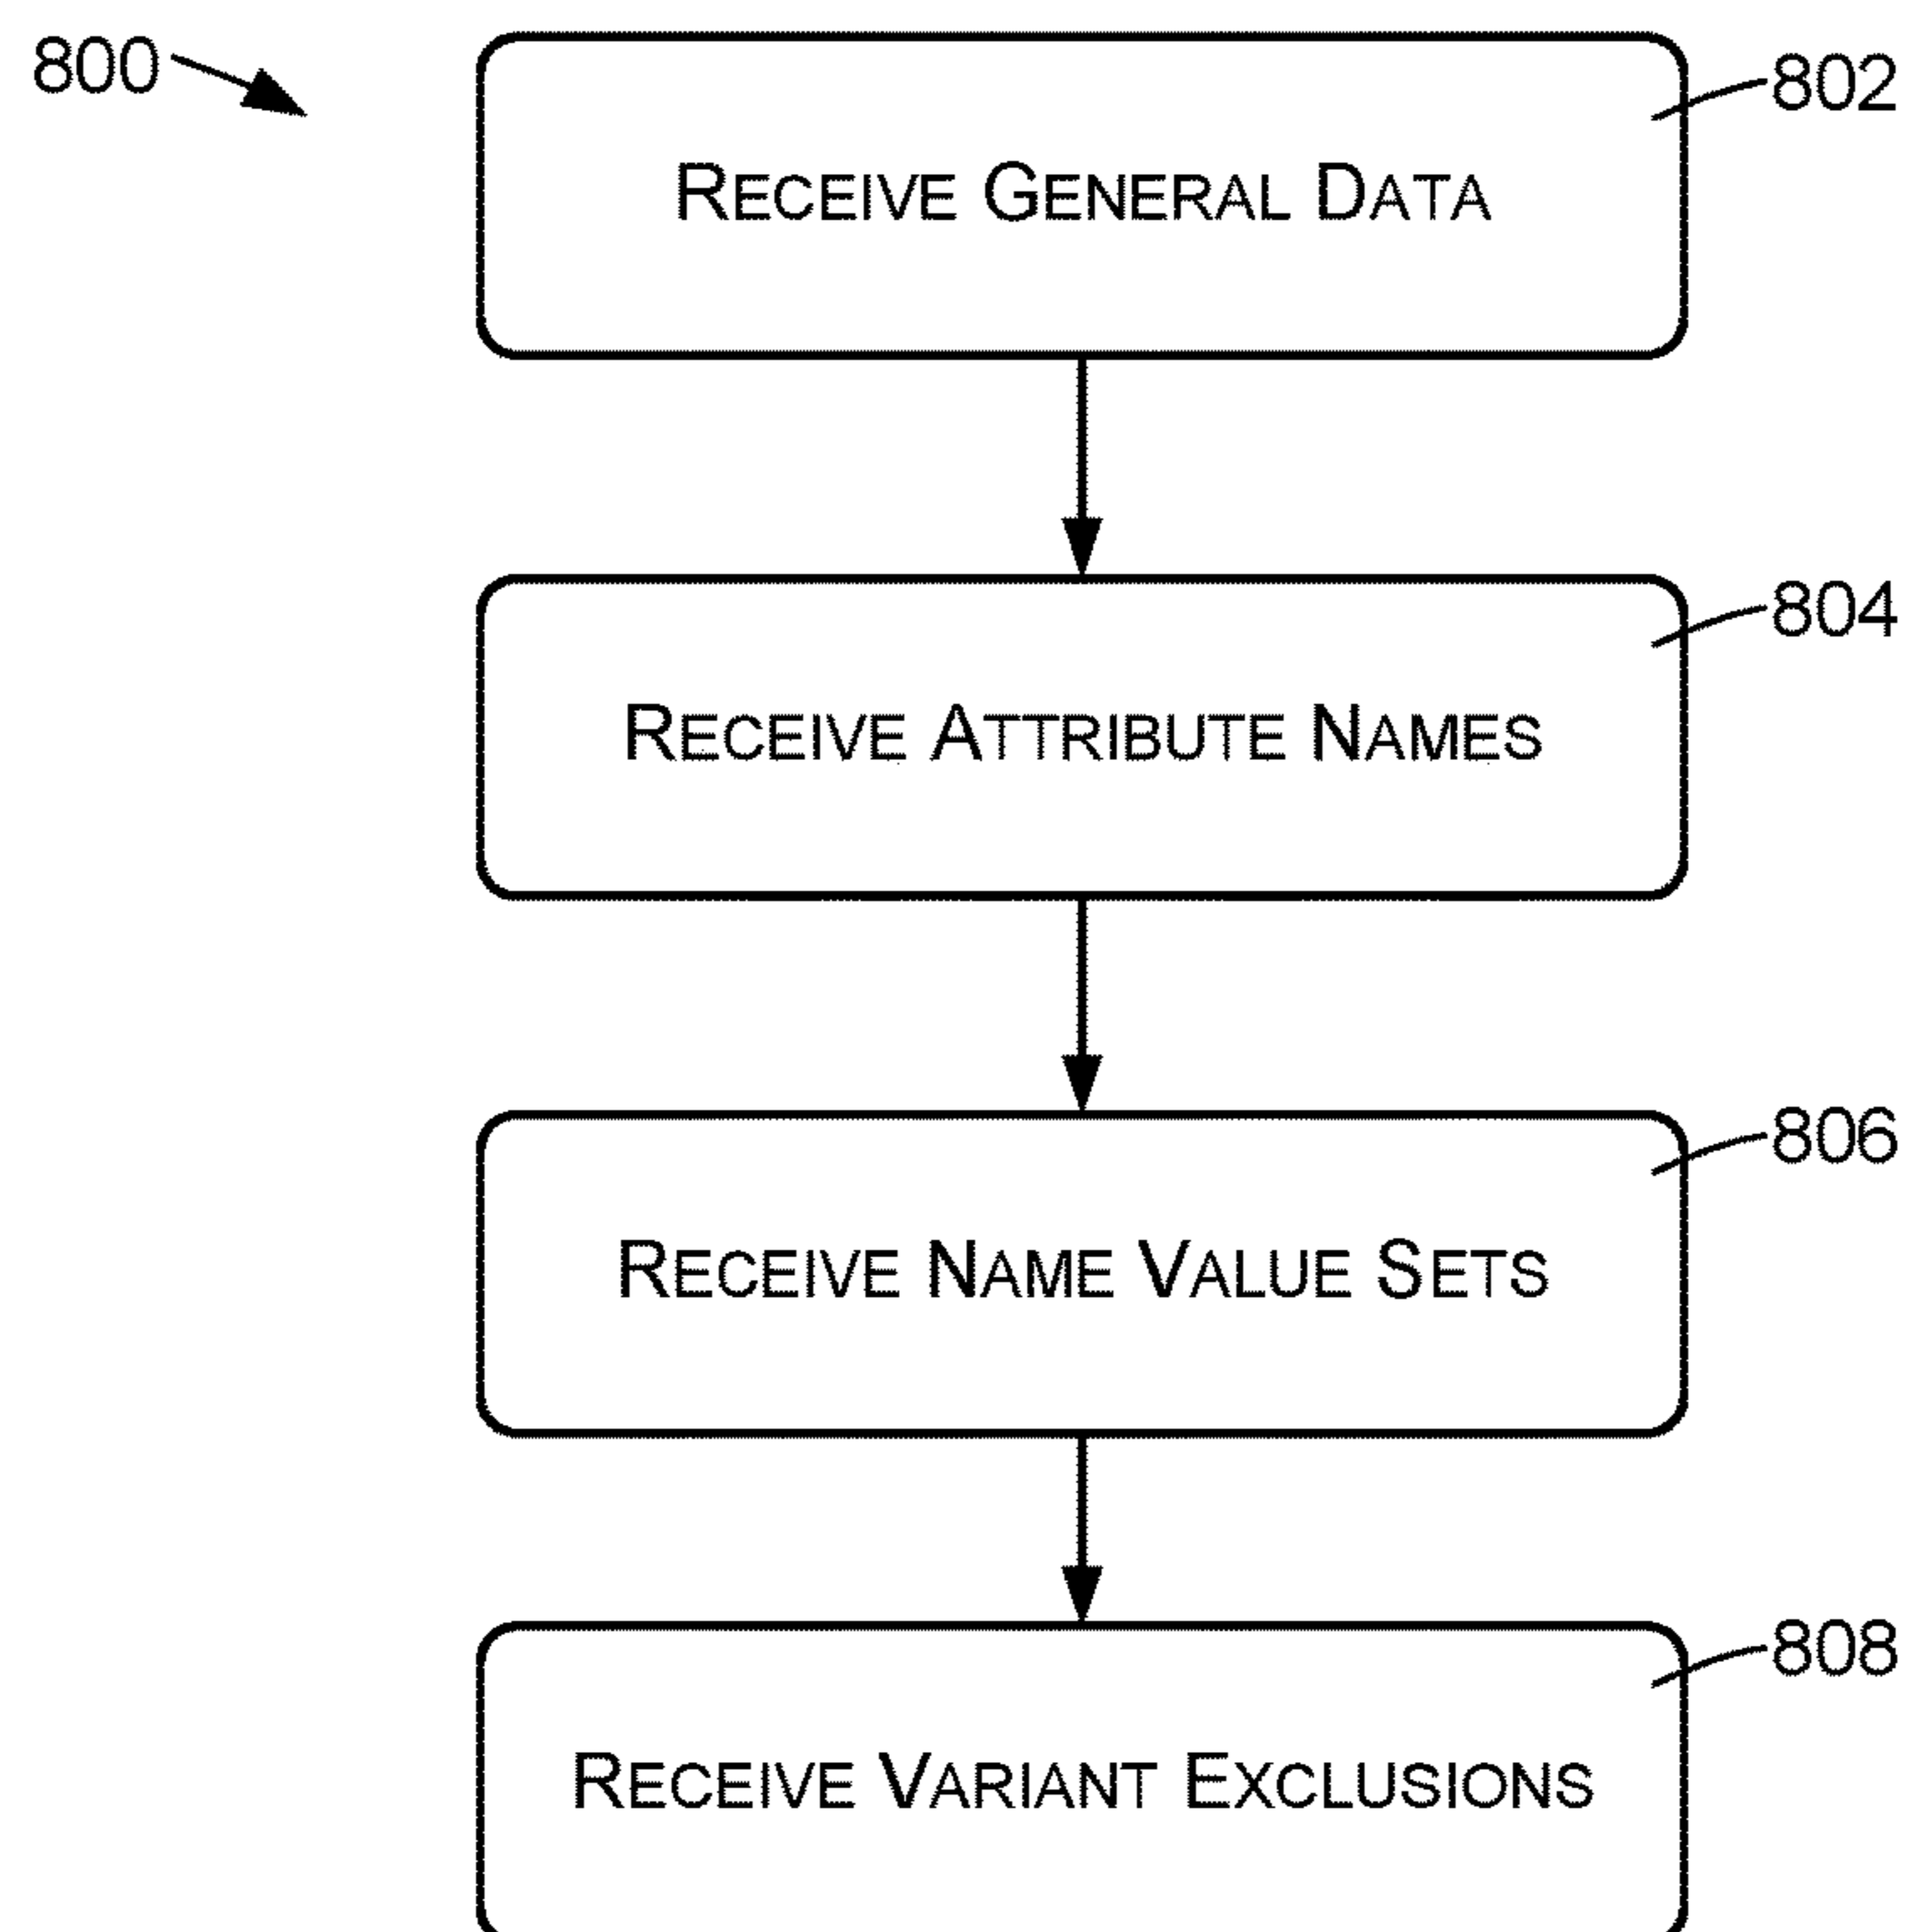 800
802
RECEIVE GENERAL DATA
804
RECEIVE ATTRIBUTE NAMES
806
RECEIVE NAME VALUE SETS
808
RECEIVE VARIANT EXCLUSIONS